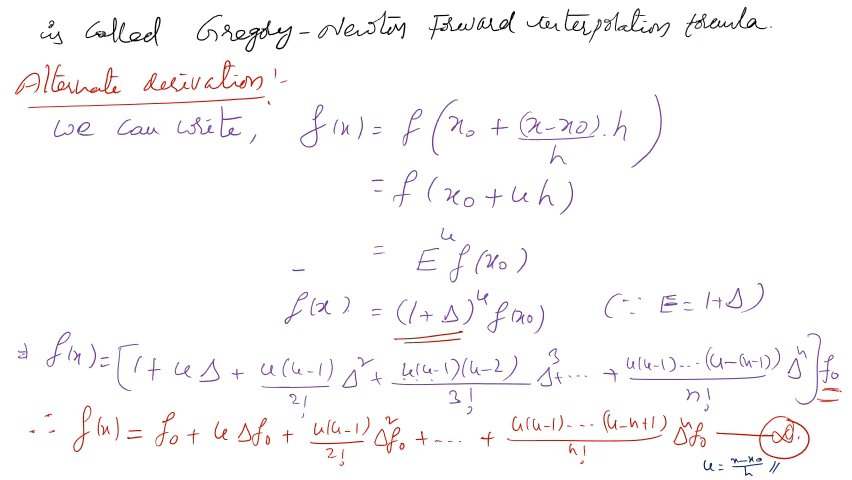 is called Gregory-Newton Forward interpolation formula.
Alternate derivation:-
We can write, f(x) = f(x₀ + (x-x₀)/h . h)
= f(x₀ + uh)
= E^u f(x₀)
f(x) = (1+Δ)^u f(x₀) (∵ E = 1+Δ)
⇒ f(x) = [1 + uΔ + u(u-1)/2! Δ² + u(u-1)(u-2)/3! Δ³ + ... + u(u-1)...(u-(n-1))/n! Δⁿ] f₀
∴ f(x) = f₀ + uΔf₀ + u(u-1)/2! Δ²f₀ + .... + u(u-1)...(u-n+1)/n! Δⁿf₀ —
u = x-x₀/h //